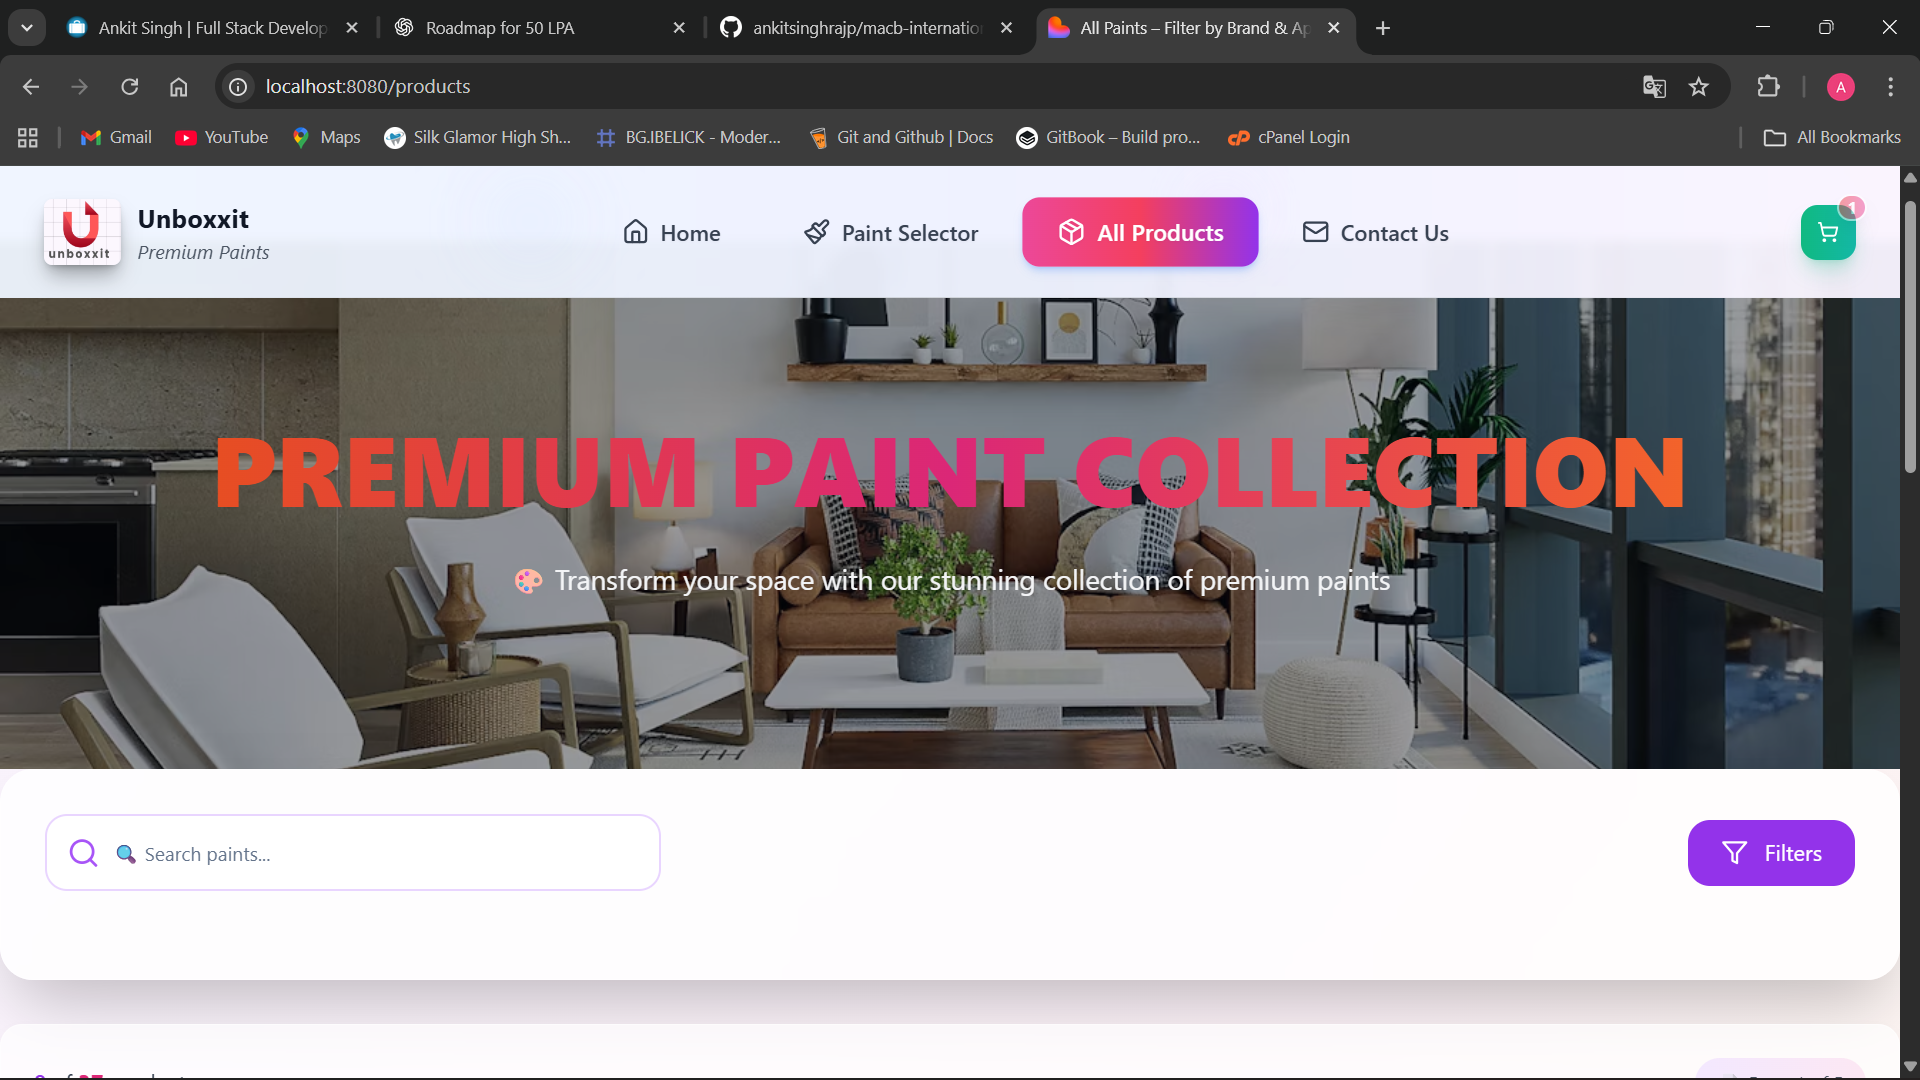 Ankit Singh | Full Stack Develop
Roadmap for 50 LPA
ankitsinghrajp/macb-internatio
All Paints – Filter by Brand & Ap
localhost:8080/products
A
Gmail
YouTube
Maps
Silk Glamor High Sh...
BG.IBELICK - Moder...
Git and Github | Docs
GitBook – Build pro...
cPanel Login
All Bookmarks
unboxxit
Unboxxit
Premium Paints
Home
Paint Selector
All Products
Contact Us
1
PREMIUM PAINT COLLECTION
Transform your space with our stunning collection of premium paints
Search paints...
Filters